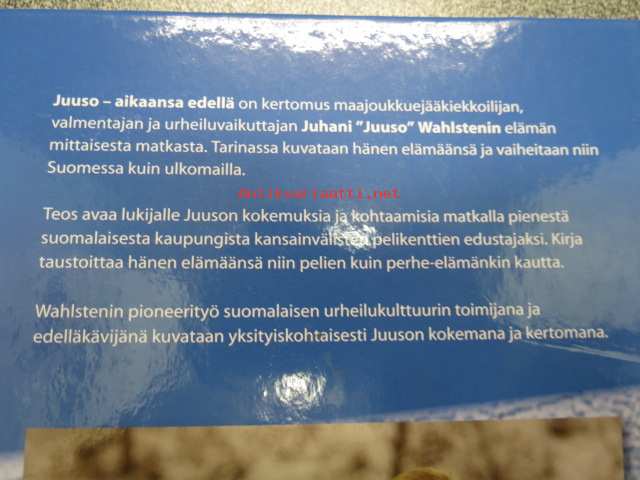 Juuso – aikaansa edellä on kertomus maajoukkuejääkiekkoilijan,
valmentajan ja urheiluvaikuttajan Juhani ”Juuso” Wahlstenin elämän
mittaisesta matkasta. Tarinassa kuvataan hänen elämäänsä ja vaiheitaan niin
Suomessa kuin ulkomailla.
Antikvariaatti.net
Teos avaa lukijalle Juuson kokemuksia ja kohtaamisia matkalla pienestä
suomalaisesta kaupungista kansainvälisten pelikenttien edustajaksi. Kirja
taustoittaa hänen elämäänsä niin pelien kuin perhe-elämänkin kautta.
Wahlstenin pioneerityö suomalaisen urheilukulttuurin toimijana ja
edelläkävijänä kuvataan yksityiskohtaisesti Juuson kokemana ja kertomana.